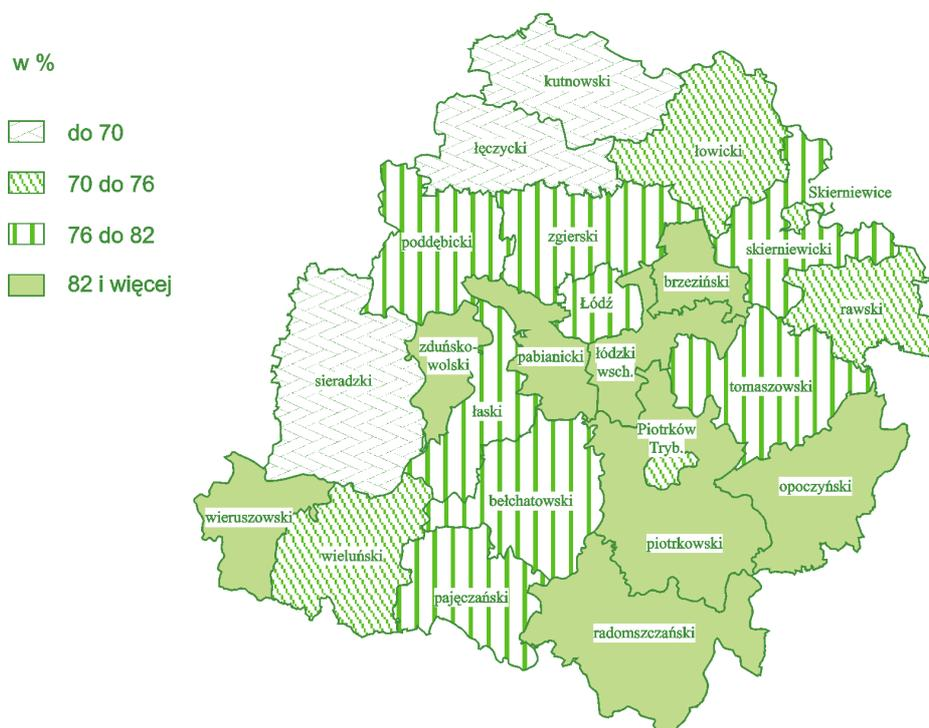 w %
do 70
70 do 76
76 do 82
82 i więcej
kutnowski
łęczycki
łowicki
Skierniewice
poddębicki
zgierski
skierniewicki
brzeziński
Łódź
rawski
zduńsko-
wolski
pabianicki
łódzki
wsch.
sieradzki
tomaszowski
łaski
Piotrków
Tryb.
opoczyński
bełchatowski
wieruszowski
piotrkowski
wieluński
pajęczański
radomszczański